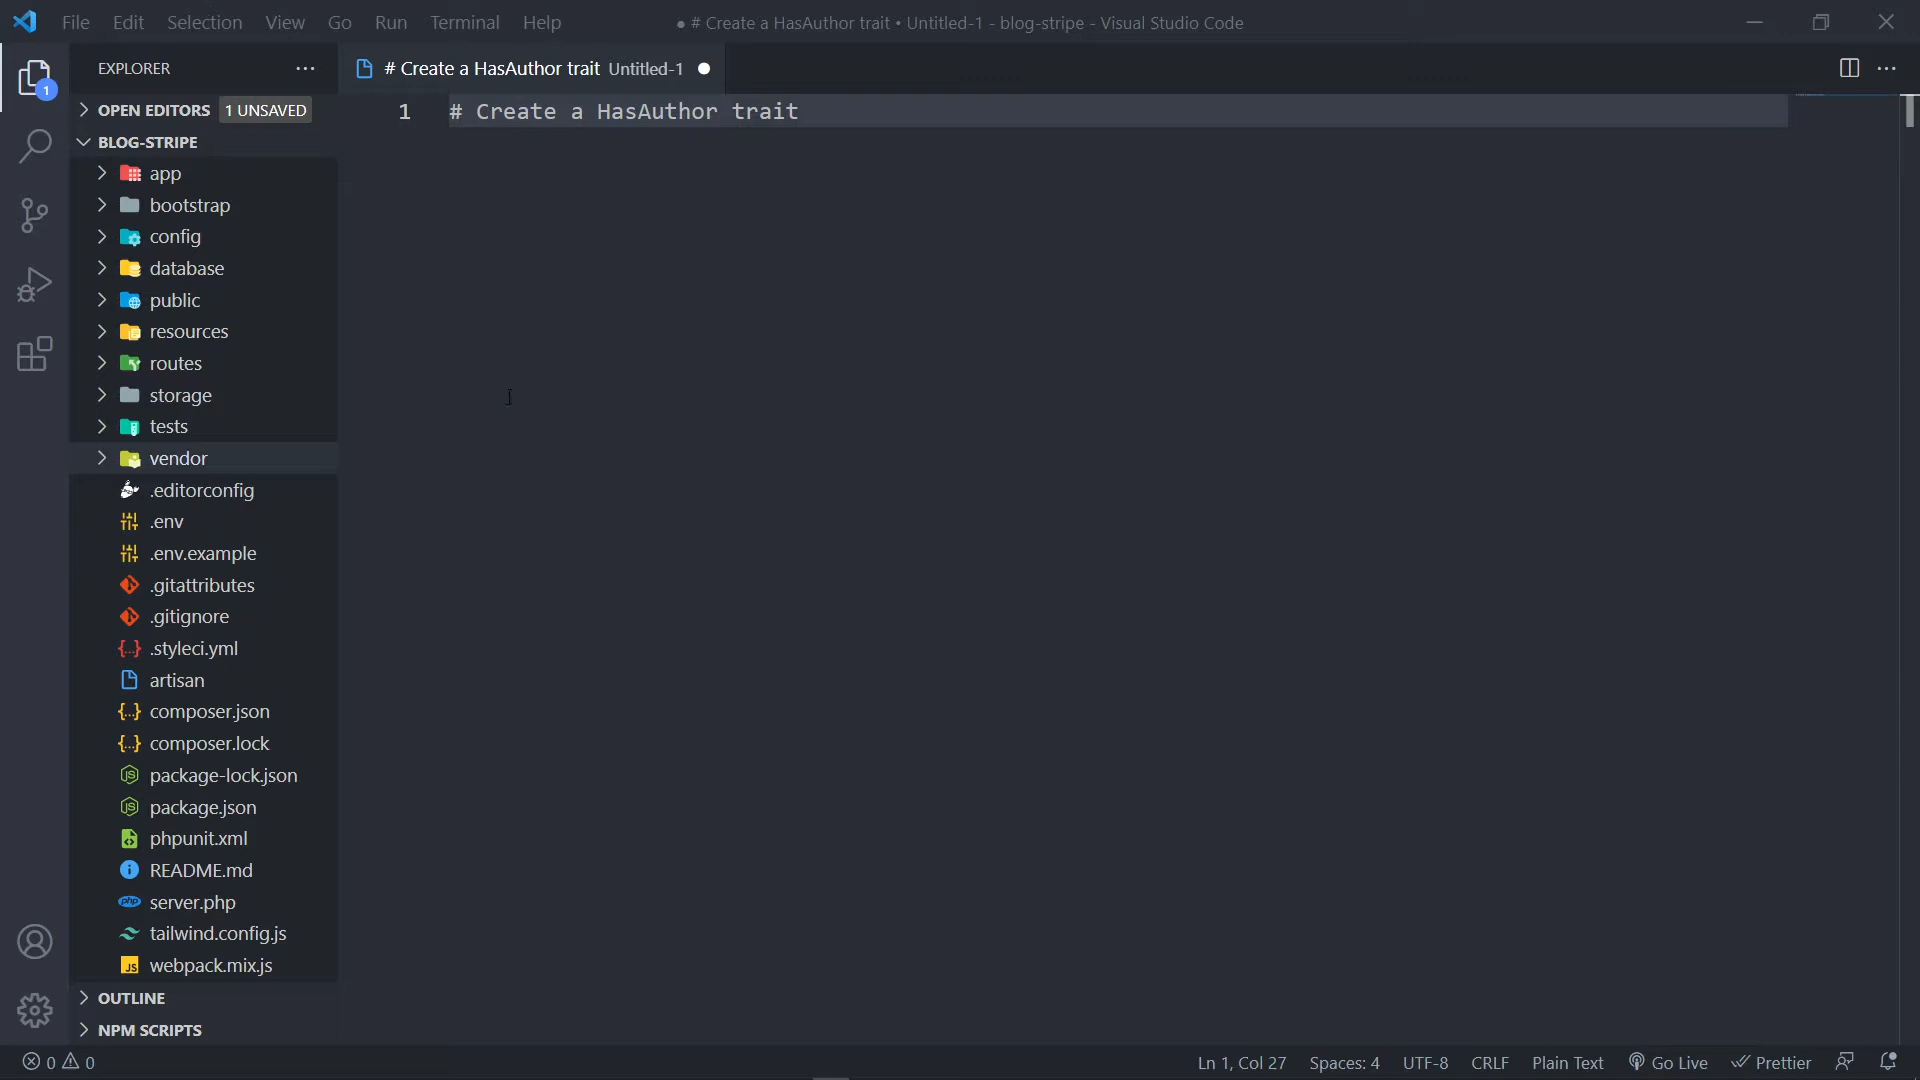 File Edit Selection View Go Run Terminal Help
● # Create a HasAuthor trait • Untitled-1 - blog-stripe - Visual Studio Code
EXPLORER
# Create a HasAuthor trait Untitled-1
1
OPEN EDITORS 1 UNSAVED
1 # Create a HasAuthor trait
BLOG-STRIPE
app
bootstrap
config
database
public
resources
routes
storage
tests
vendor
.editorconfig
.env
.env.example
.gitattributes
.gitignore
.styleci.yml
artisan
composer.json
composer.lock
package-lock.json
package.json
phpunit.xml
README.md
server.php
tailwind.config.js
webpack.mix.js
OUTLINE
NPM SCRIPTS
0 0
Ln 1, Col 27 Spaces: 4 UTF-8 CRLF Plain Text Go Live Prettier